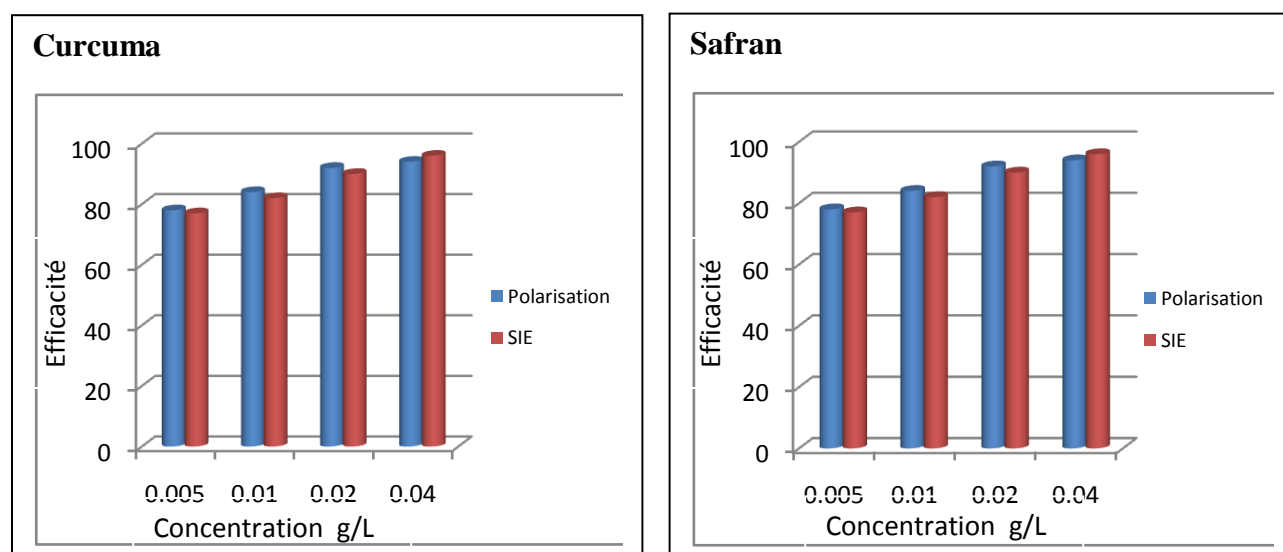 Curcuma
100
80
60
40
20
0
Efficacité
0.005 0.01 0.02 0.04
Concentration g/L
Polarisation
SIE
Safran
100
80
60
40
20
0
Efficacité
0.005 0.01 0.02 0.04
Concentration g/L
Polarisation
SIE